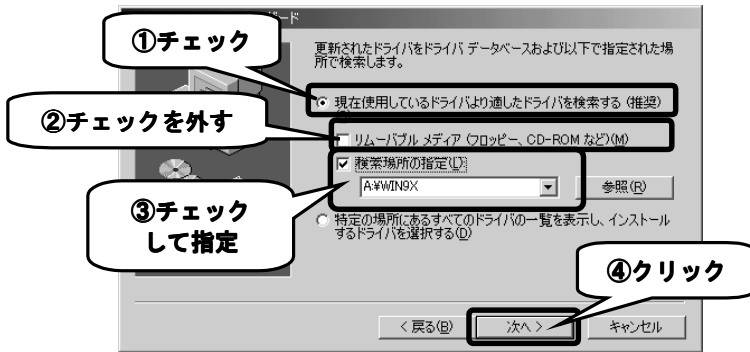 ード
①チェック
更新されたドライバをドライバ データベースおよび以下で指定された場
所で検索します。
現在使用しているドライバより適したドライバを検索する (推奨)
②チェックを外す
リムーバブル メディア (フロッピー、CD-ROM など)(M)
検索場所の指定(L)
A:¥WIN9X
参照(R)
③チェック
して指定
特定の場所にあるすべてのドライバの一覧を表示し、インストール
するドライバを選択する(D)
④クリック
< 戻る(B)
次へ >
キャンセル